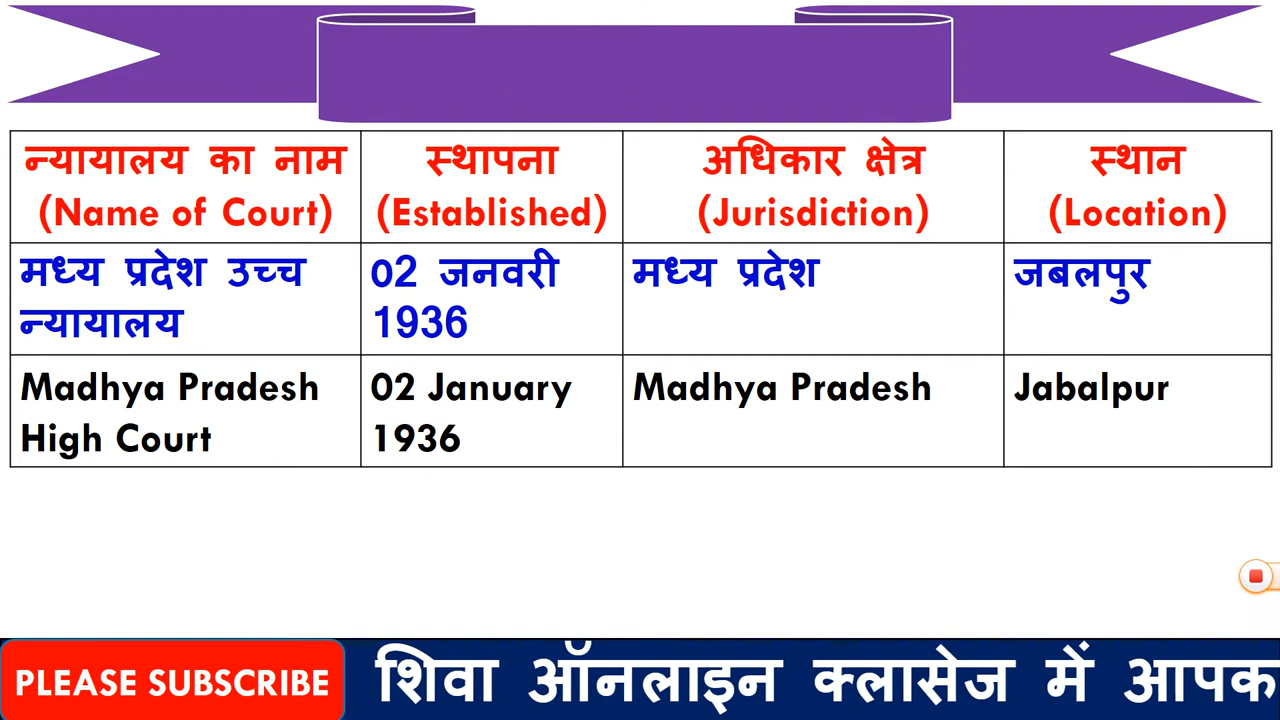 न्यायालय का नाम
(Name of Court)
स्थापना
(Established)
अधिकार क्षेत्र
(Jurisdiction)
स्थान
(Location)
मध्य प्रदेश उच्च
न्यायालय
02 जनवरी
1936
मध्य प्रदेश
जबलपुर
Madhya Pradesh
High Court
02 January
1936
Madhya Pradesh
Jabalpur
PLEASE SUBSCRIBE
शिवा ऑनलाइन क्लासेज में आपक